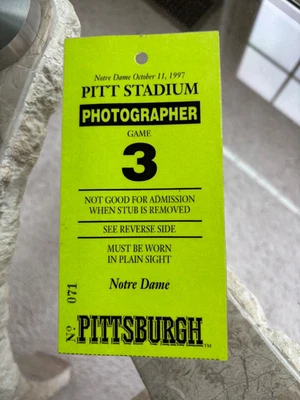 Notre Dame October 11, 1997
PITT STADIUM
PHOTOGRAPHER
GAME
3
NOT GOOD FOR ADMISSION
WHEN STUB IS REMOVED
SEE REVERSE SIDE
MUST BE WORN
IN PLAIN SIGHT
Notre Dame
No 071
PITTSBURGH™